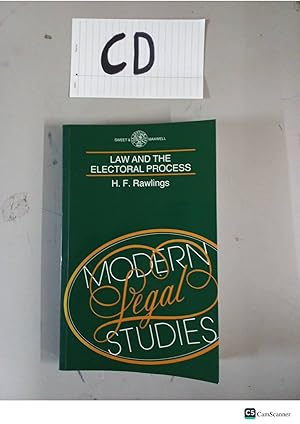 CD
SWEET & MAXWELL
LAW AND THE
ELECTORAL PROCESS
H. F. Rawlings
MODERN
Legal
STUDIES
CS CamScanner